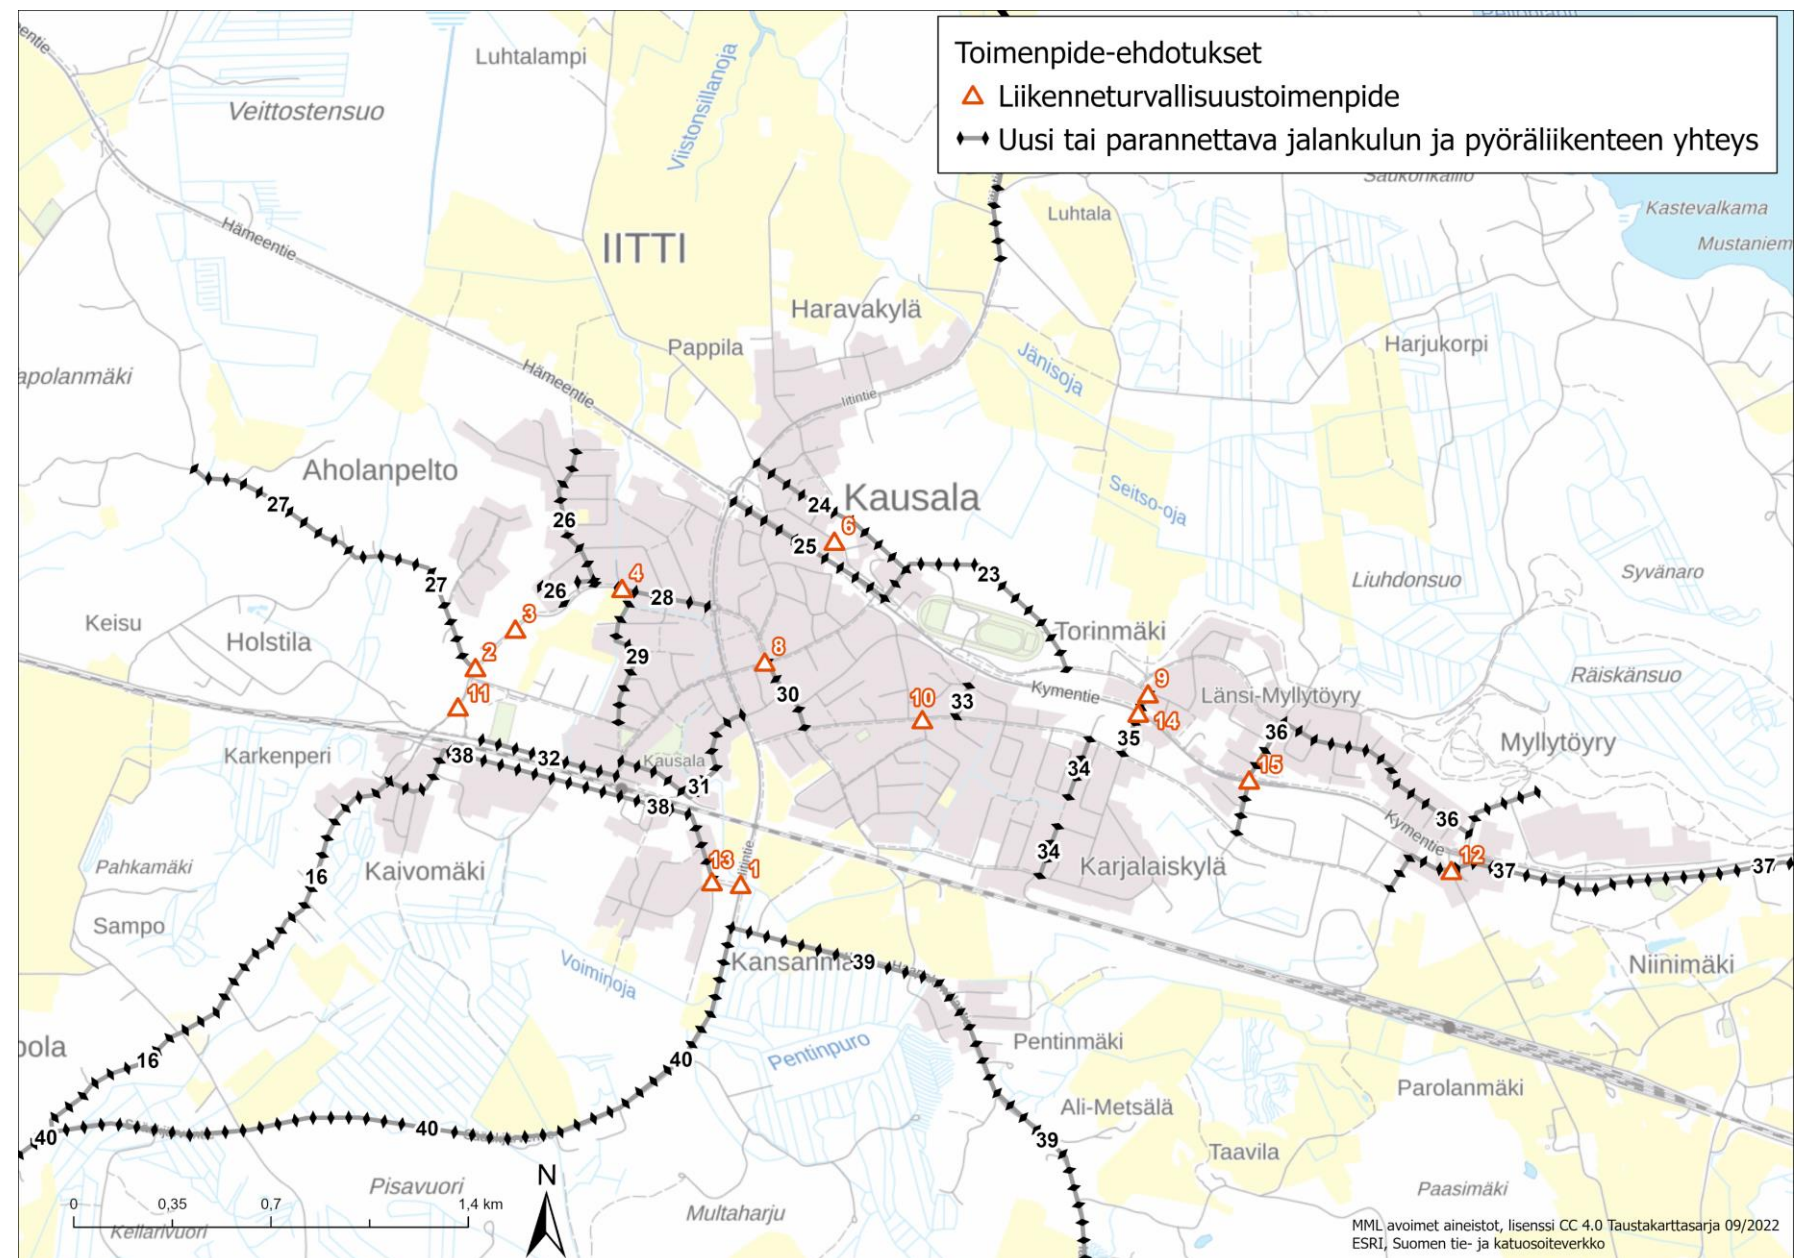 Toimenpide-ehdotukset
Liikenneturvallisuustoimenpide
Uusi tai parannettava jalankulun ja pyöräliikenteen yhteys
Luhtalampi
Veittostensuo
Viistonsillanoja
Hämeentie
IITTI
Luhtala
Kastevalkama
Mustaniem
Haravakylä
Pappila
Jänisoja
Harjukorpi
apolanmäki
Hämeentie
Iitintie
Aholanpelto
Kausala
Seitso-oja
27
26
24
6
25
Liuhdonsuo
Syvänaro
27
26
4
28
23
Keisu
Holstila
3
2
29
8
Torinmäki
Räiskänsuo
11
30
10
33
Kymentie
9
14
Länsi-Myllytöyry
Karkenperi
38
32
Kausala
31
35
36
Myllytöyry
34
15
38
36
Kymentie
Pahkamäki
16
Kaivomäki
13
1
Iitintie
34
Karjalaiskylä
12
37
37
Sampo
Voiminoja
39
Niinimäki
Pentinpuro
Pentinmäki
16
40
Parolanmäki
40
40
Ali-Metsälä
39
Taavila
Pisavuori
Multaharju
Paasimäki
N
0
0,35
0,7
1,4 km
Kellarivuori
MML avoimet aineistot, lisenssi CC 4.0 Taustakarttasarja 09/2022
ESRI, Suomen tie- ja katuosoiteverkko